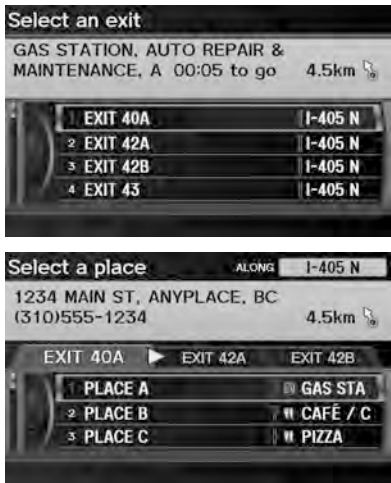 Select an exit
GAS STATION, AUTO REPAIR &
MAINTENANCE, A 00:05 to go 4.5km
1 EXIT 40A I-405 N
2 EXIT 42A I-405 N
3 EXIT 42B I-405 N
4 EXIT 43 I-405 N
Select a place ALONG I-405 N
1234 MAIN ST, ANYPLACE, BC
(310)555-1234 4.5km
EXIT 40A EXIT 42A EXIT 42B
1 PLACE A GAS STA
2 PLACE B CAFÉ / C
3 PLACE C PIZZA